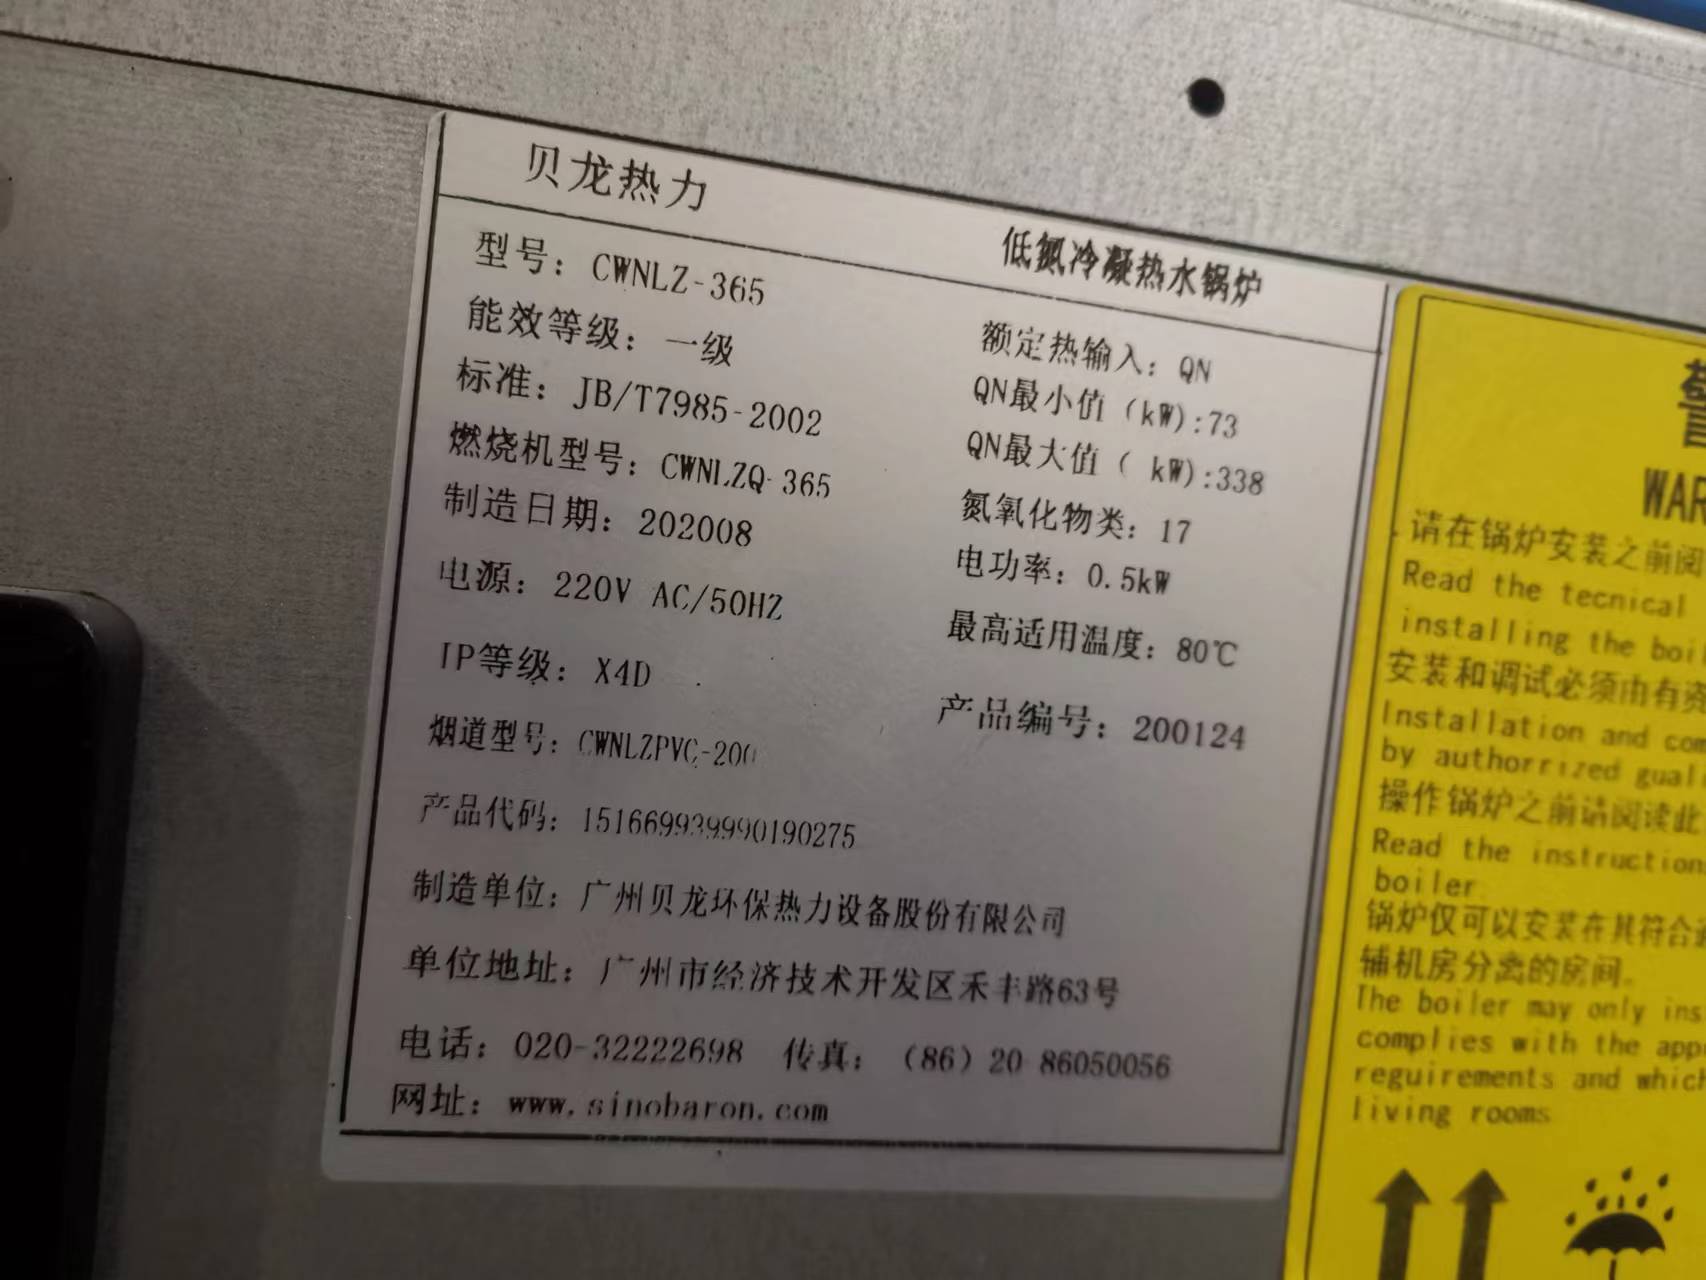 贝龙热力
低氮冷凝热水锅炉
型号：CWNLZ-365
能效等级：一级
标准：JB/T7985-2002
燃烧机型号：CWNLZQ-365
制造日期：202008
电源：220V AC/50HZ
IP等级：X4D
烟道型号：CWNLZPVC-200
产品代码：151669939990190275
额定热输入：QN
QN最小值（kW):73
QN最大值（ kW):338
氮氧化物类：17
电功率：0.5kW
最高适用温度：80℃
产品编号：200124
制造单位：广州贝龙环保热力设备股份有限公司
单位地址：广州市经济技术开发区禾丰路63号
电话：020-32222698 传真：（86）20 86050056
网址：www.sinobaron.com
警
WAR
请在锅炉安装之前阅
Read the tecnical
installing the boil
安装和调试必须由有资
Installation and com
by authorrized guali
操作锅炉之前请阅读此
Read the instruction
boiler
锅炉仅可以安装在其符合
辅机房分离的房间.
The boiler may only ins
complies with the app
reguirements and which
living rooms